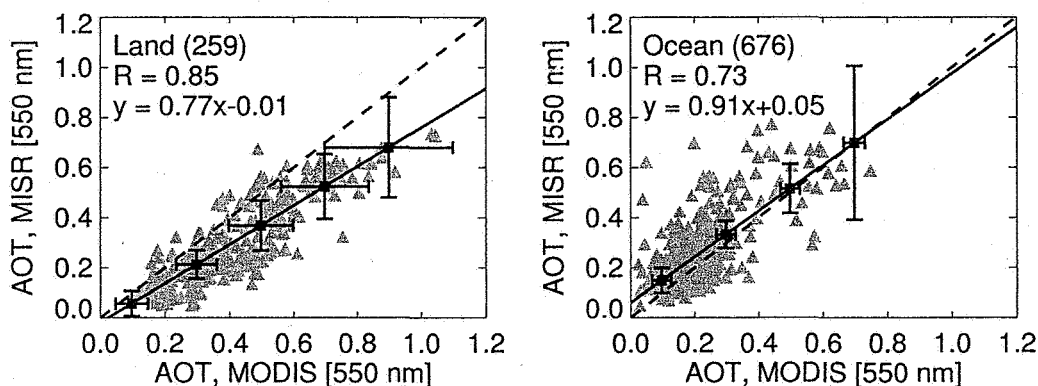 AOT, MISR [550 nm]
1.2
1.0
0.8
0.6
0.4
0.2
0.0
Land (259)
R = 0.85
y = 0.77x-0.01
0.0 0.2 0.4 0.6 0.8 1.0 1.2
AOT, MODIS [550 nm]
AOT, MISR [550 nm]
1.2
1.0
0.8
0.6
0.4
0.2
0.0
Ocean (676)
R = 0.73
y = 0.91x+0.05
0.0 0.2 0.4 0.6 0.8 1.0 1.2
AOT, MODIS [550 nm]